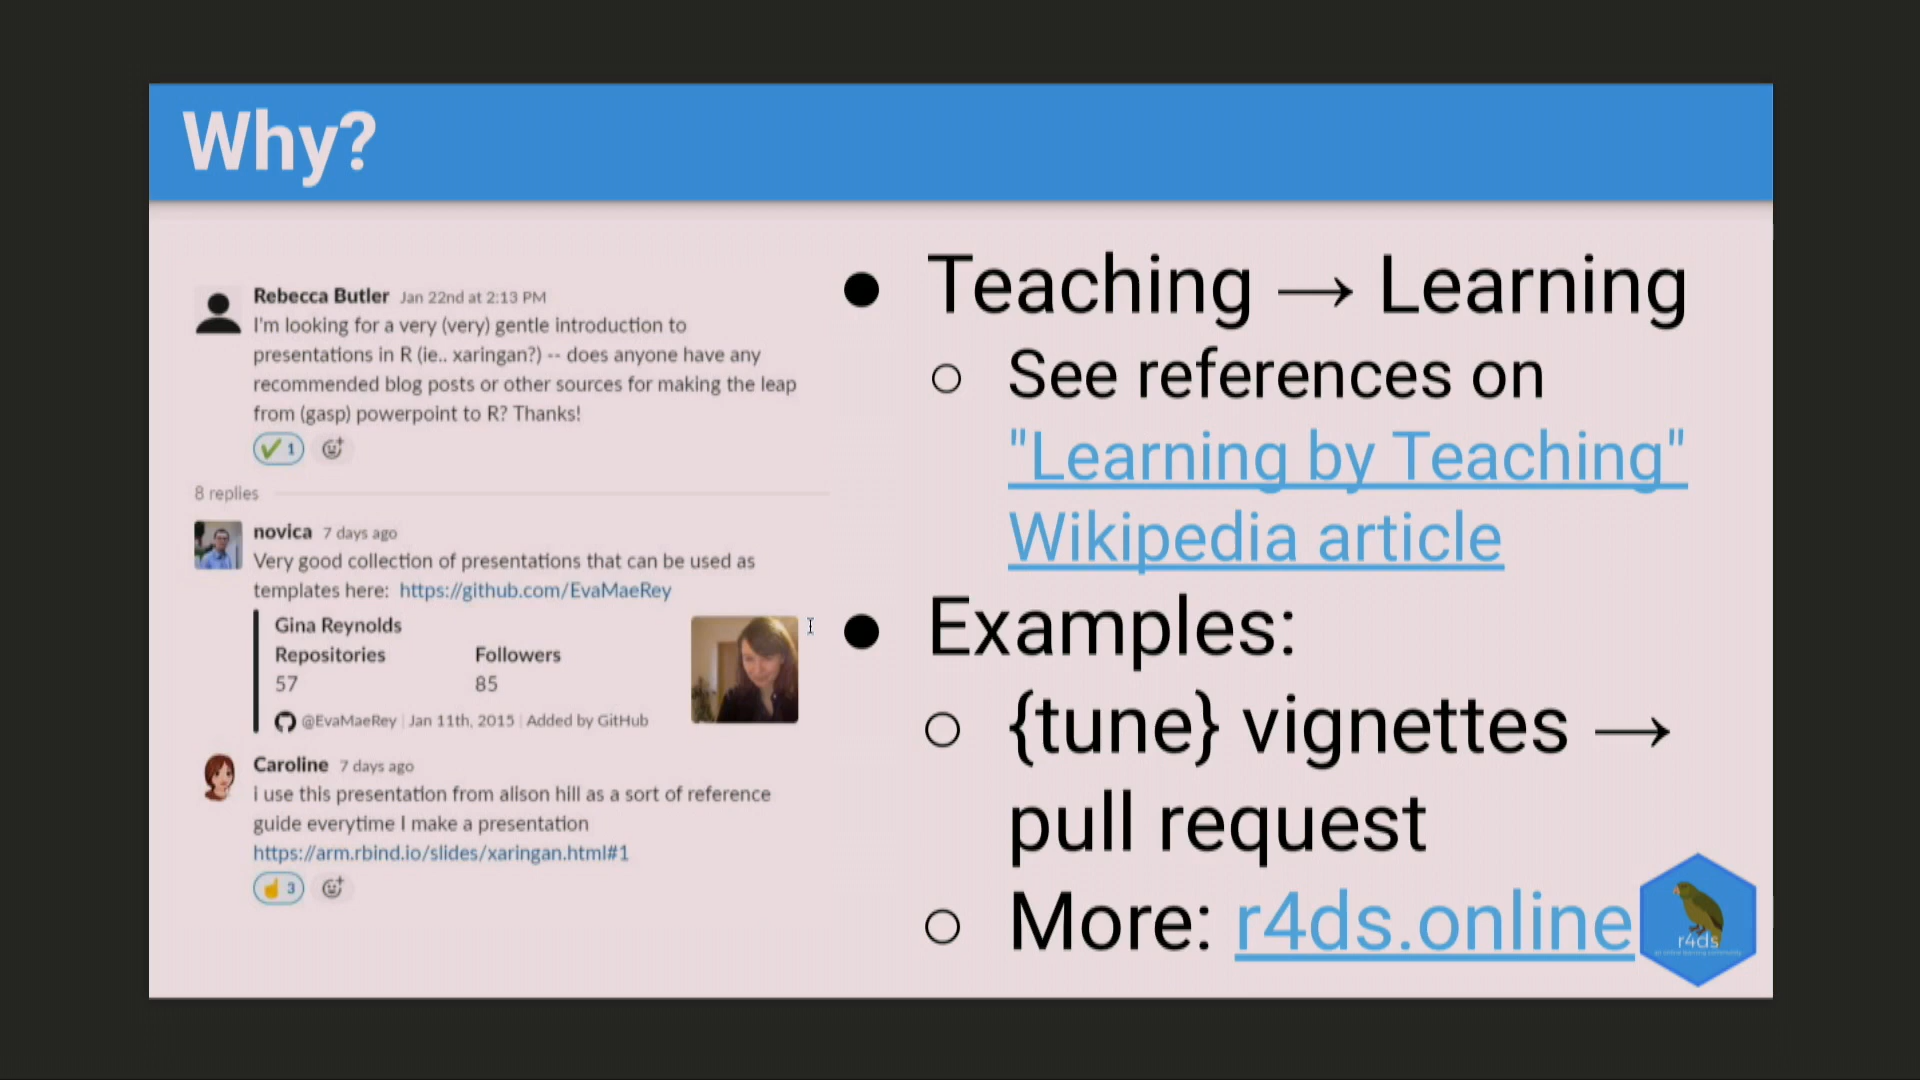 Why?
Rebecca Butler Jan 22nd at 2:13 PM
I'm looking for a very (very) gentle introduction to
presentations in R (ie.. xaringan?) -- does anyone have any
recommended blog posts or other sources for making the leap
from (gasp) powerpoint to R? Thanks!
1
8 replies
novica 7 days ago
Very good collection of presentations that can be used as
templates here: https://github.com/EvaMaeRey
Gina Reynolds
Repositories Followers
57 85
@EvaMaeRey | Jan 11th, 2015 | Added by GitHub
Caroline 7 days ago
i use this presentation from alison hill as a sort of reference
guide everytime I make a presentation
https://arm.rbind.io/slides/xaringan.html#1
3
● Teaching → Learning
○ See references on
"Learning by Teaching"
Wikipedia article
● Examples:
○ {tune} vignettes →
pull request
○ More: r4ds.online
r4ds